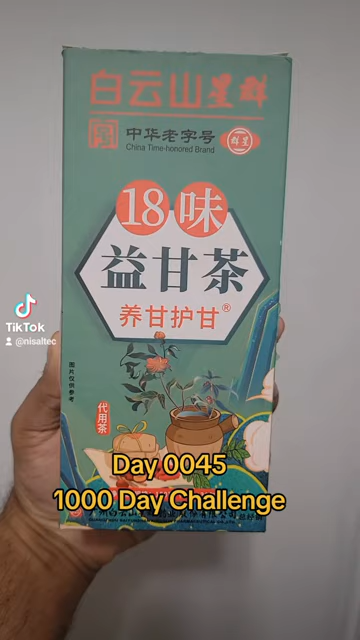 白云山星群
中华老字号
China Time-honored Brand
群星
18味
益甘茶
养甘护甘®
图片仅供参考
代用茶
TikTok
@nisaltec
Day 0045
1000 Day Challenge